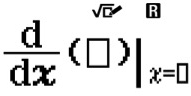 √▯ R
d/dx (▯)|x=▯